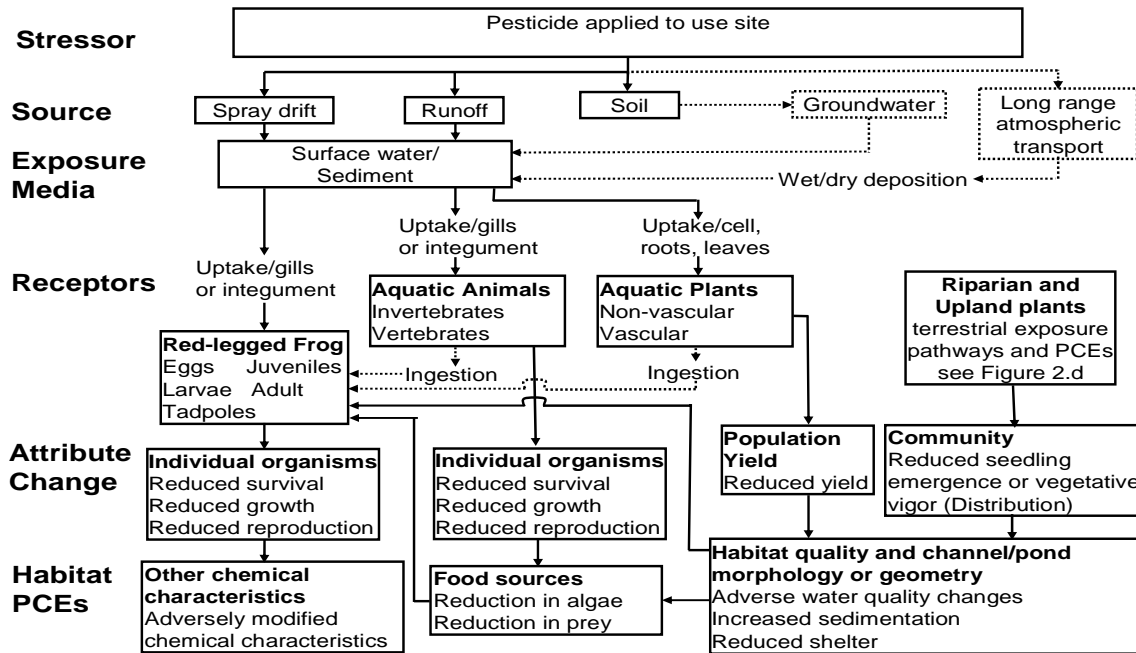 Stressor
Pesticide applied to use site
Source
Spray drift
Runoff
Soil
Groundwater
Long range
atmospheric
transport
Exposure
Media
Surface water/
Sediment
Wet/dry deposition
Uptake/gills
or integument
Uptake/cell,
roots, leaves
Receptors
Uptake/gills
or integument
Aquatic Animals
Invertebrates
Vertebrates
Aquatic Plants
Non-vascular
Vascular
Riparian and
Upland plants
terrestrial exposure
pathways and PCEs
see Figure 2.d
Red-legged Frog
Eggs Juveniles
Larvae Adult
Tadpoles
Ingestion
Ingestion
Attribute
Change
Individual organisms
Reduced survival
Reduced growth
Reduced reproduction
Individual organisms
Reduced survival
Reduced growth
Reduced reproduction
Population
Yield
Reduced yield
Community
Reduced seedling
emergence or vegetative
vigor (Distribution)
Habitat
PCEs
Other chemical
characteristics
Adversely modified
chemical characteristics
Food sources
Reduction in algae
Reduction in prey
Habitat quality and channel/pond
morphology or geometry
Adverse water quality changes
Increased sedimentation
Reduced shelter